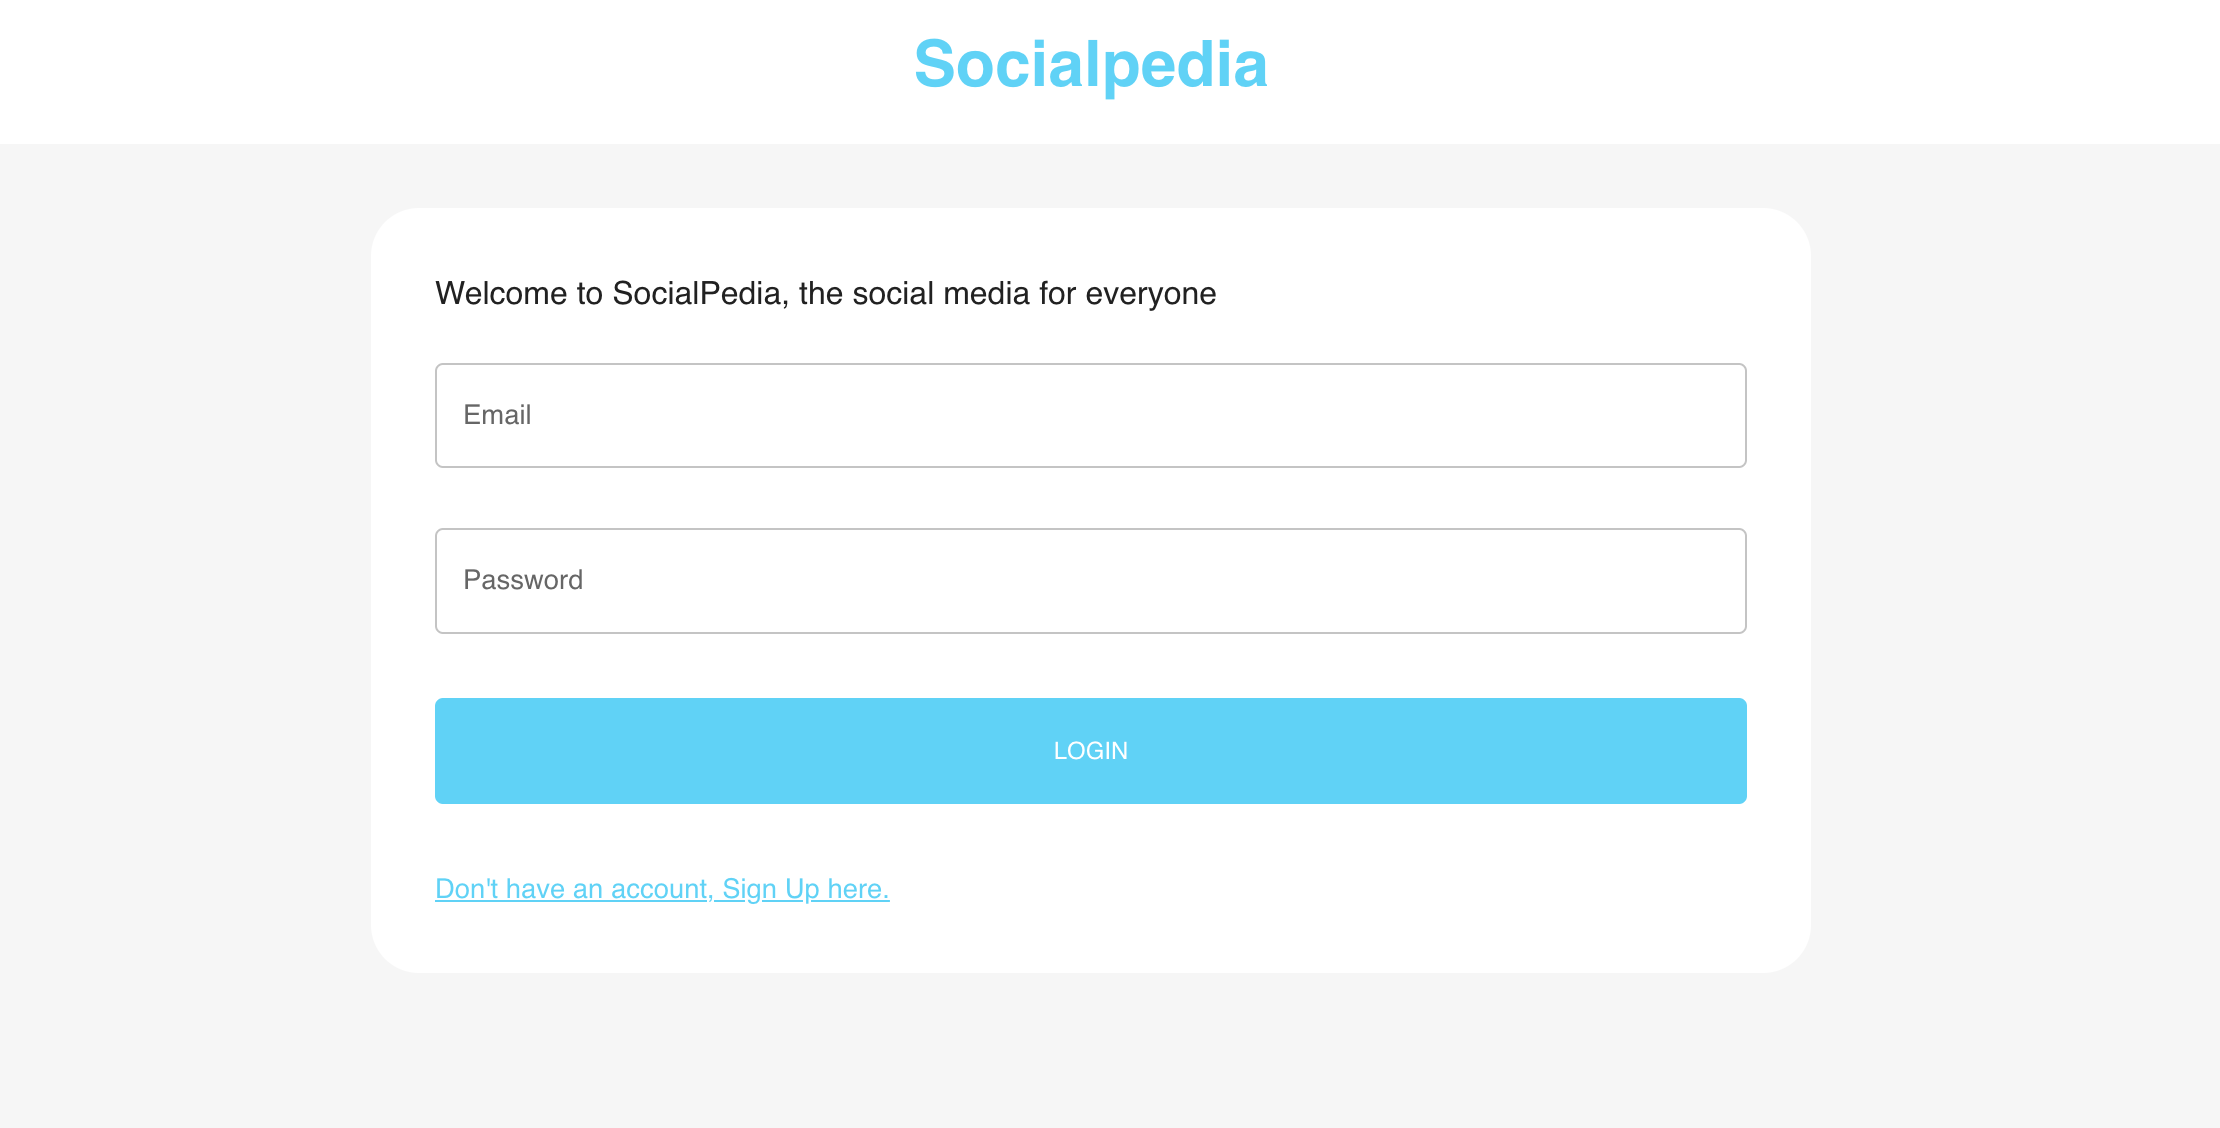 Socialpedia
Welcome to SocialPedia, the social media for everyone
Email
Password
LOGIN
Don't have an account, Sign Up here.